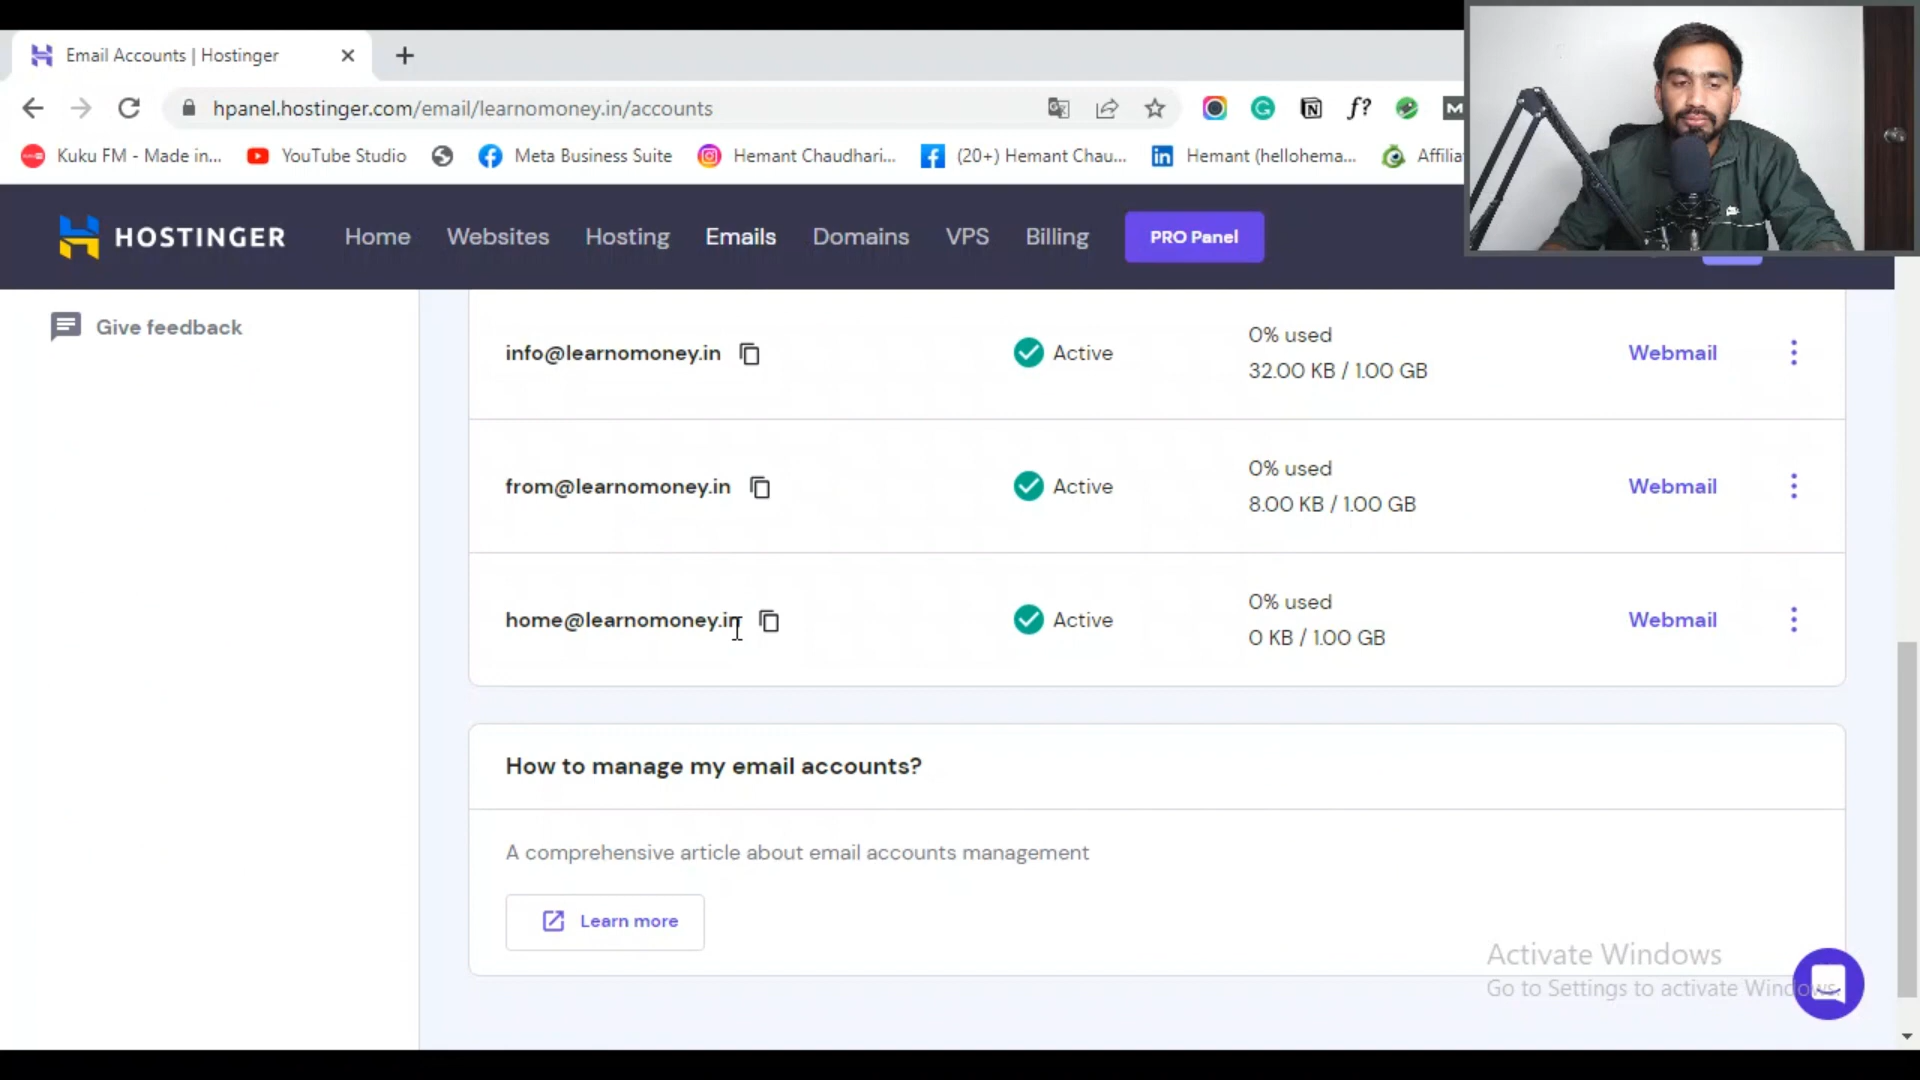 Email Accounts | Hostinger
hpanel.hostinger.com/email/learnomoney.in/accounts
Kuku FM - Made in...
YouTube Studio
Meta Business Suite
Hemant Chaudhari...
(20+) Hemant Chau...
Hemant (hellohema...
Affilia
HOSTINGER
Home
Websites
Hosting
Emails
Domains
VPS
Billing
PRO Panel
Give feedback
info@learnomoney.in
Active
0% used
32.00 KB / 1.00 GB
Webmail
from@learnomoney.in
Active
0% used
8.00 KB / 1.00 GB
Webmail
home@learnomoney.in
Active
0% used
0 KB / 1.00 GB
Webmail
How to manage my email accounts?
A comprehensive article about email accounts management
Learn more
Activate Windows
Go to Settings to activate Windows.